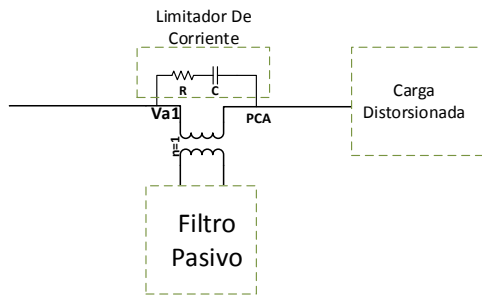 Limitador De
Corriente
R
C
Va1
PCA
n=1
Carga
Distorsionada
Filtro
Pasivo